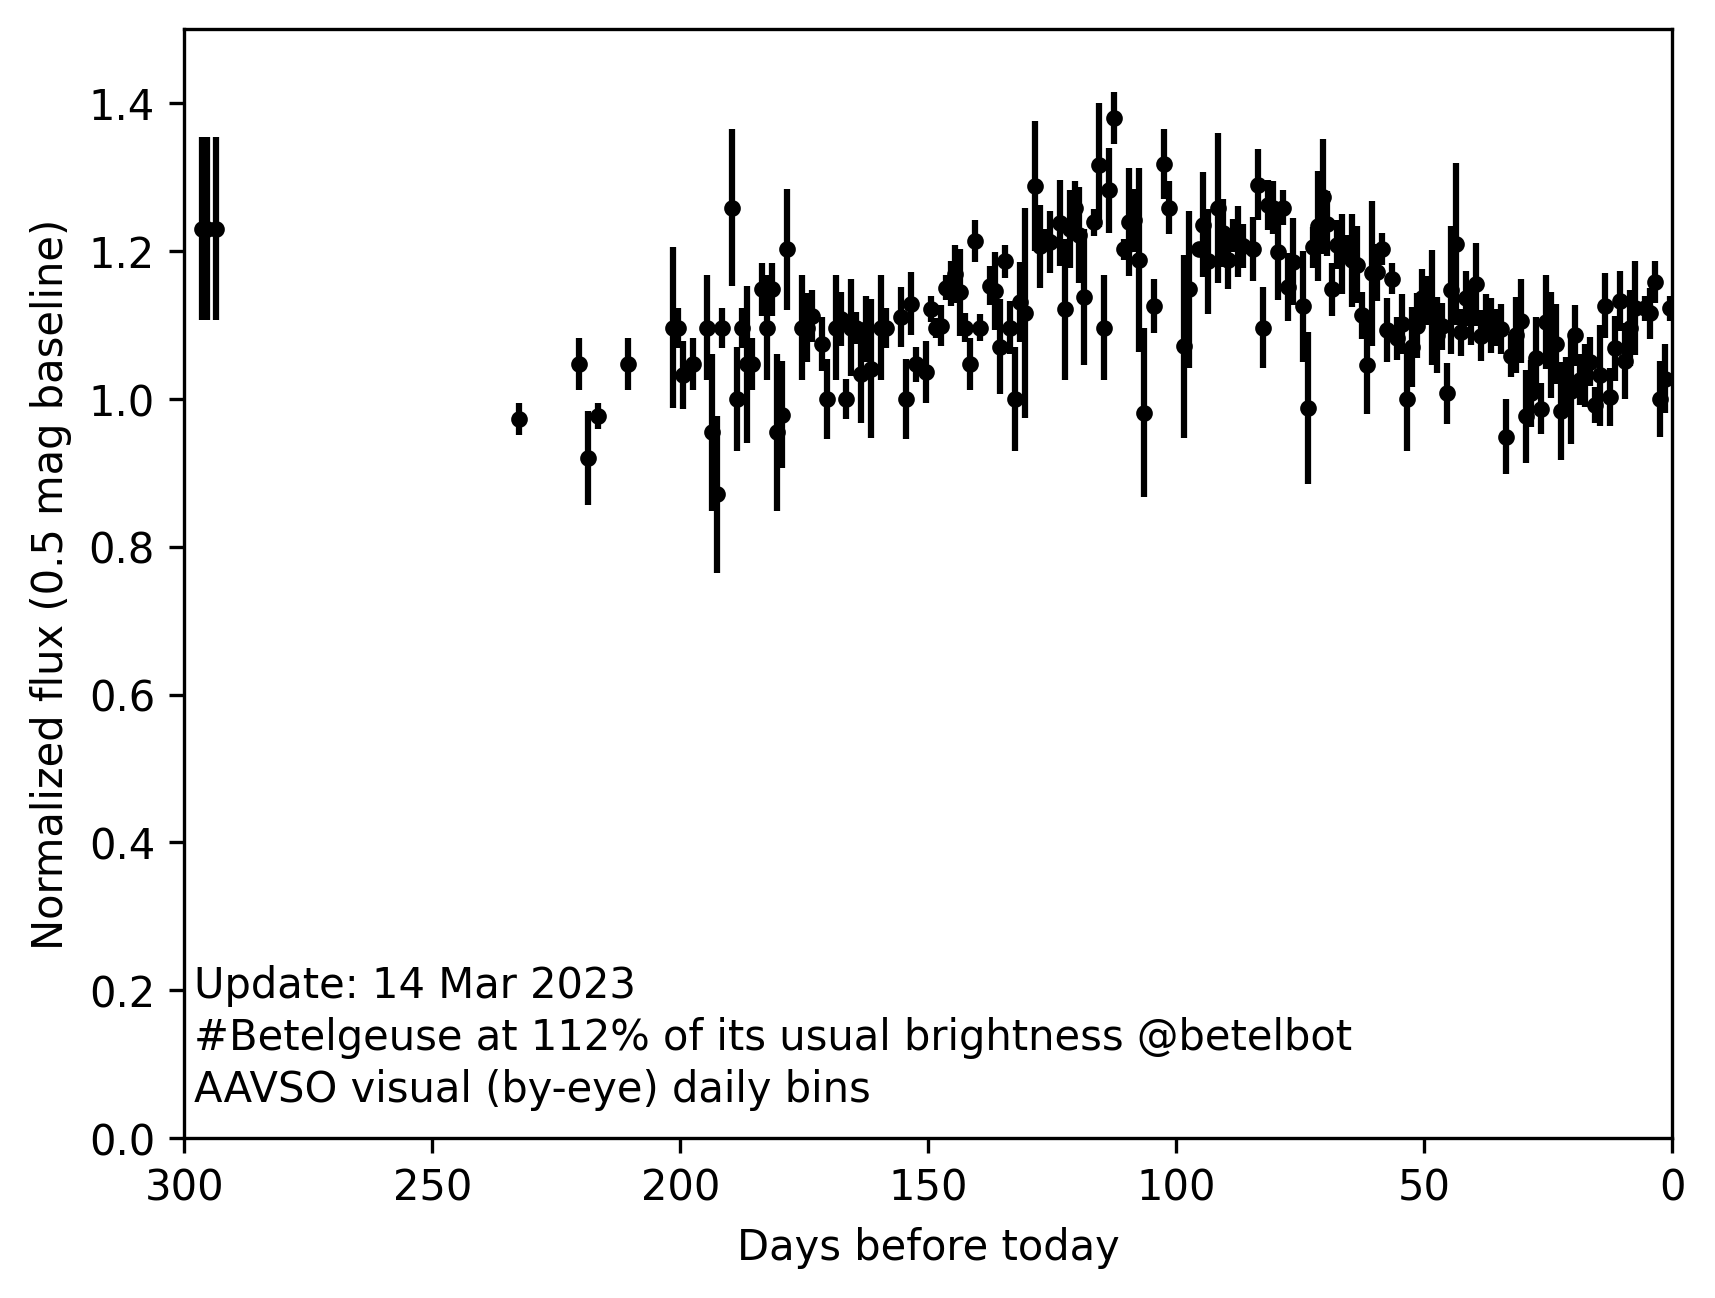 1.4
1.2
1.0
0.8
0.6
0.4
0.2
0.0
Normalized flux (0.5 mag baseline)
Update: 14 Mar 2023
#Betelgeuse at 112% of its usual brightness @betelbot
AAVSO visual (by-eye) daily bins
300 250 200 150 100 50 0
Days before today